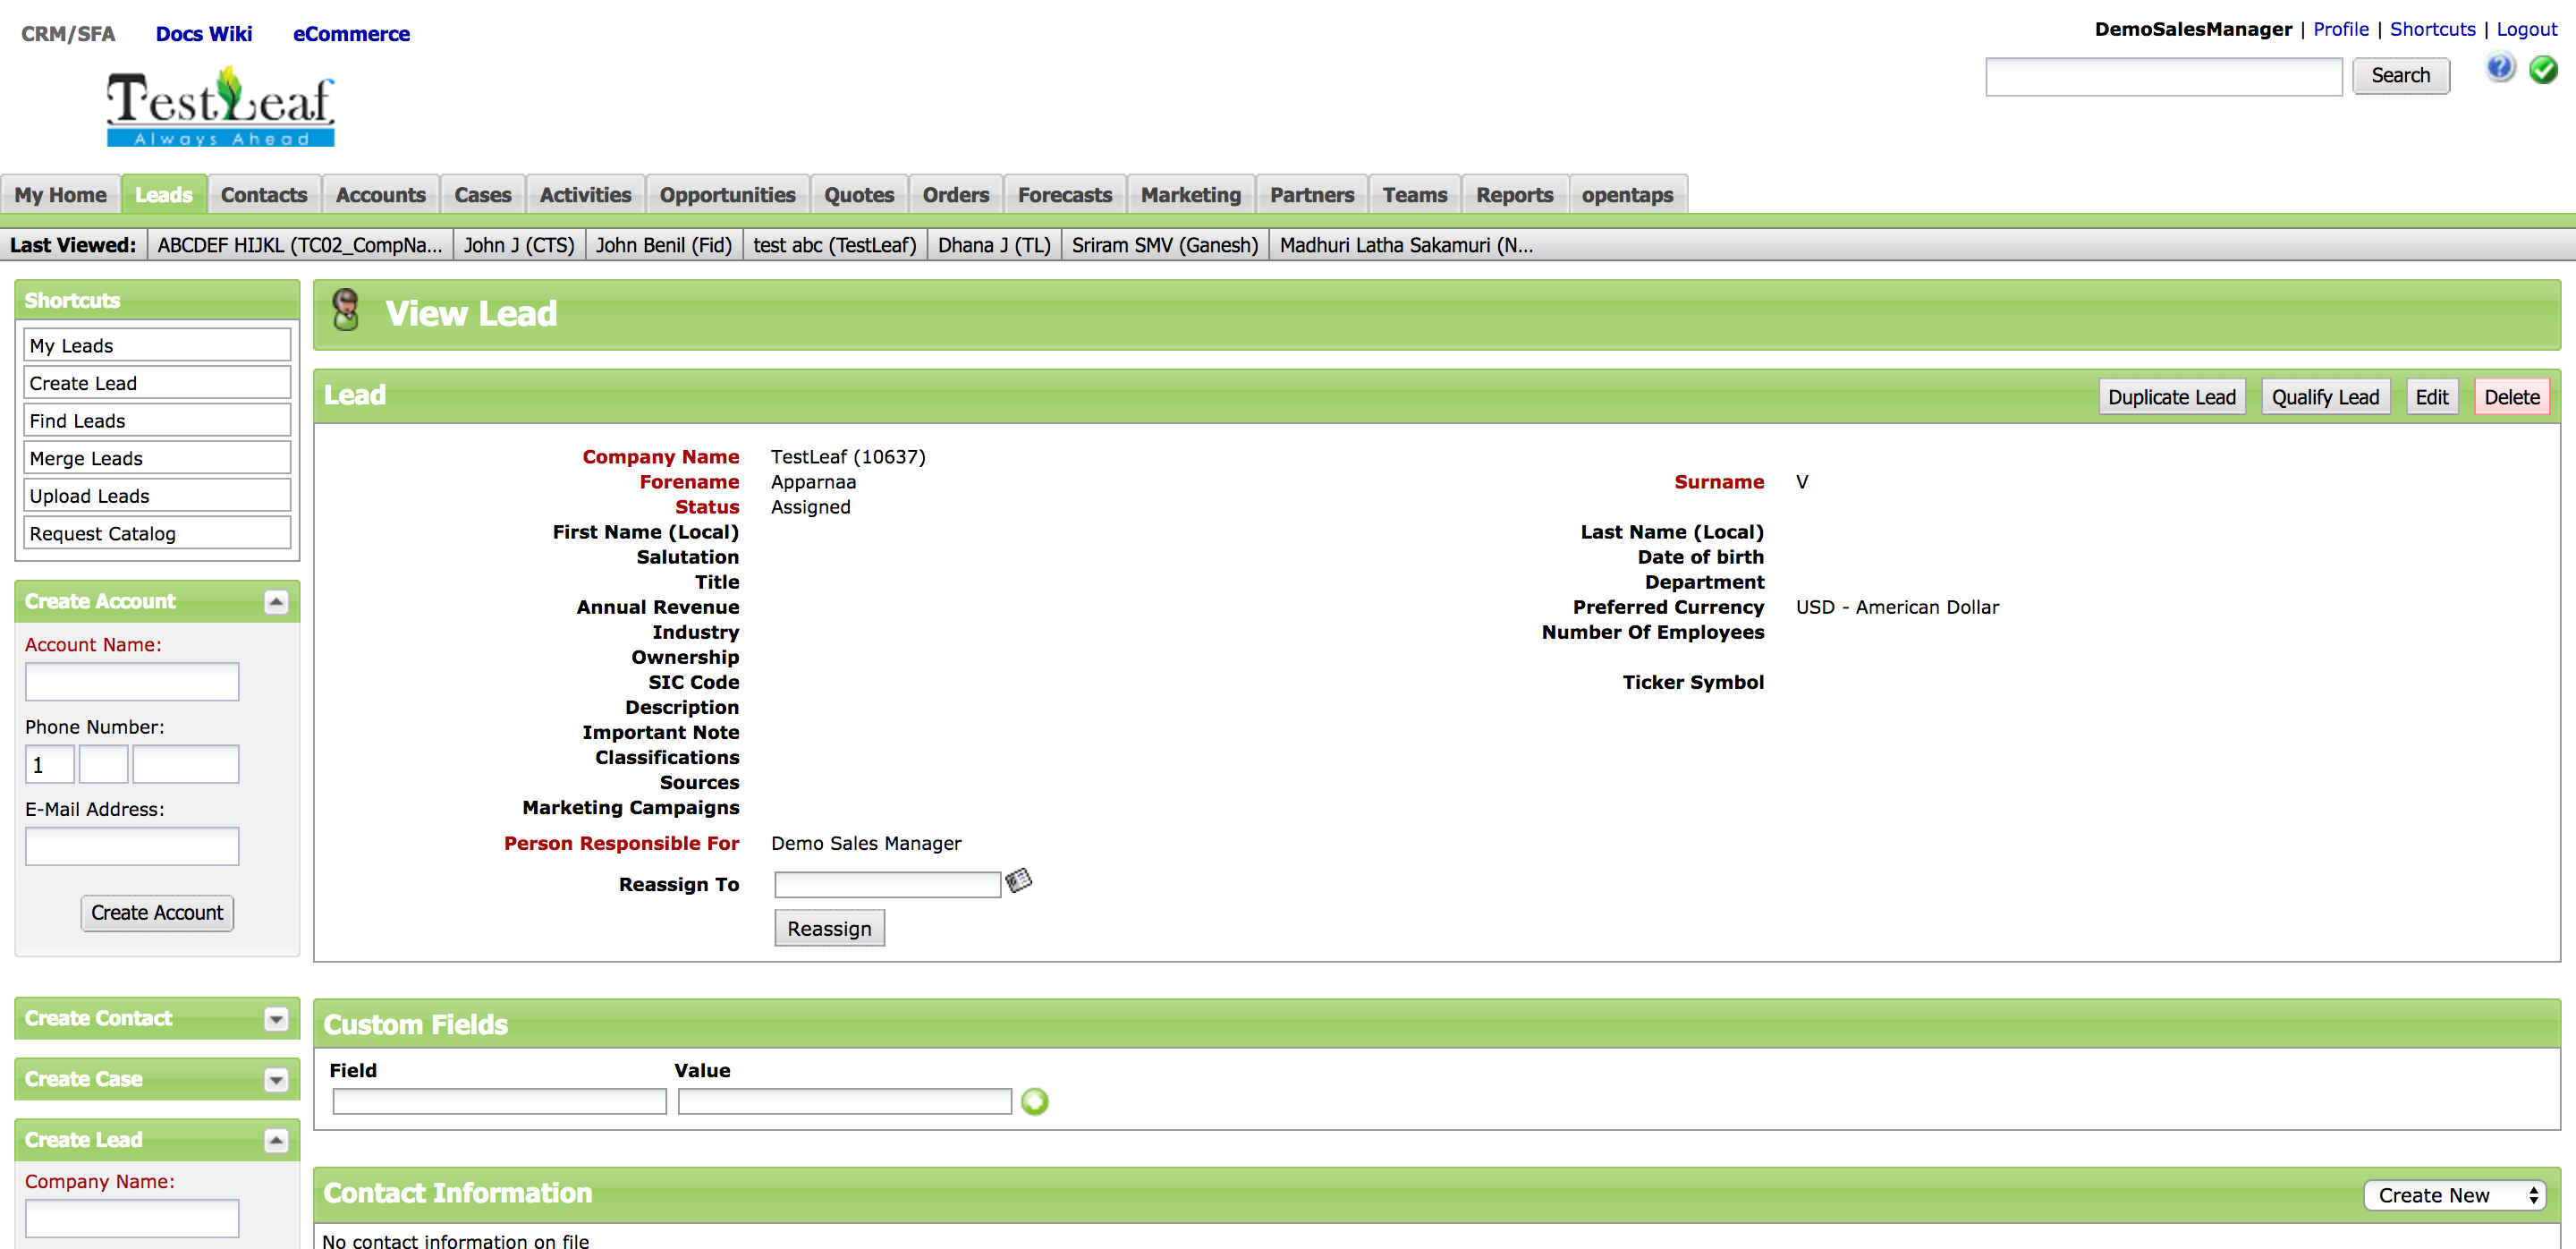 CRM/SFA Docs Wiki eCommerce
DemoSalesManager | Profile | Shortcuts | Logout
Search
TestLeaf
Always Ahead
My Home Leads Contacts Accounts Cases Activities Opportunities Quotes Orders Forecasts Marketing Partners Teams Reports opentaps
Last Viewed: ABCDEF HIJKL (TC02_CompNa... John J (CTS) John Benil (Fid) test abc (TestLeaf) Dhana J (TL) Sriram SMV (Ganesh) Madhuri Latha Sakamuri (N...
Shortcuts
My Leads
Create Lead
Find Leads
Merge Leads
Upload Leads
Request Catalog
Create Account
Account Name:
Phone Number:
1
E-Mail Address:
Create Account
Create Contact
Create Case
Create Lead
Company Name:
View Lead
Lead Duplicate Lead Qualify Lead Edit Delete
Company Name TestLeaf (10637)
Forename Apparnaa Surname V
Status Assigned
First Name (Local) Last Name (Local)
Salutation Date of birth
Title Department
Annual Revenue Preferred Currency USD - American Dollar
Industry Number Of Employees
Ownership
SIC Code Ticker Symbol
Description
Important Note
Classifications
Sources
Marketing Campaigns
Person Responsible For Demo Sales Manager
Reassign To
Reassign
Custom Fields
Field Value
Contact Information Create New
No contact information on file